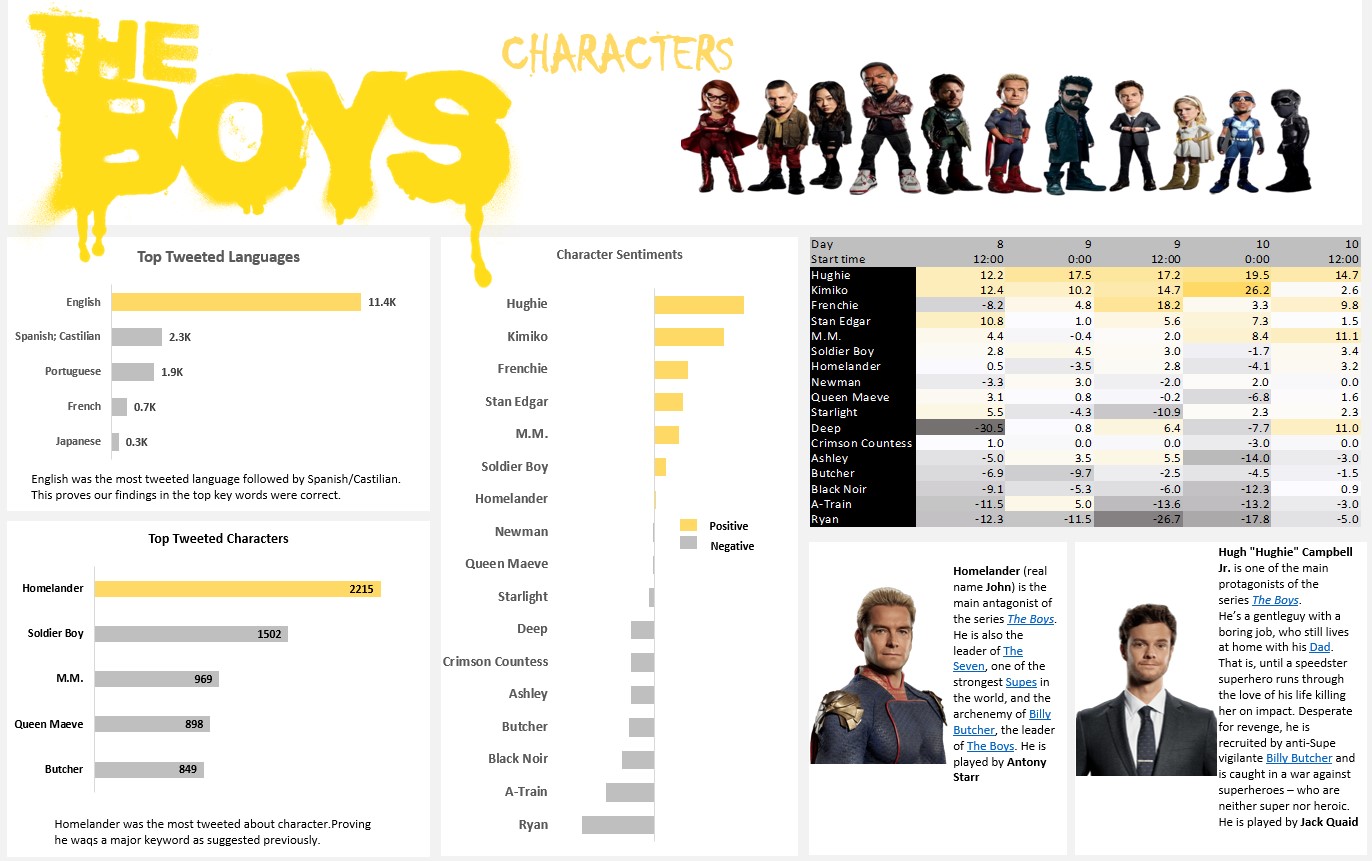 THE
BOYS
CHARACTERS
Top Tweeted Languages
English 11.4K
Spanish; Castilian 2.3K
Portuguese 1.9K
French 0.7K
Japanese 0.3K
English was the most tweeted language followed by Spanish/Castilian.
This proves our findings in the top key words were correct.
Top Tweeted Characters
Homelander 2215
Soldier Boy 1502
M.M. 969
Queen Maeve 898
Butcher 849
Homelander was the most tweeted about character.Proving
he waqs a major keyword as suggested previously.
Character Sentiments
Hughie
Kimiko
Frenchie
Stan Edgar
M.M.
Soldier Boy
Homelander
Newman
Queen Maeve
Starlight
Deep
Crimson Countess
Ashley
Butcher
Black Noir
A-Train
Ryan
Positive
Negative
Day 8 9 9 10 10
Start time 12:00 0:00 12:00 0:00 12:00
Hughie 12.2 17.5 17.2 19.5 14.7
Kimiko 12.4 10.2 14.7 26.2 2.6
Frenchie -8.2 4.8 18.2 3.3 9.8
Stan Edgar 10.8 1.0 5.6 7.3 1.5
M.M. 4.4 -0.4 2.0 8.4 11.1
Soldier Boy 2.8 4.5 3.0 -1.7 3.4
Homelander 0.5 -3.5 2.8 -4.1 3.2
Newman -3.3 3.0 -2.0 2.0 0.0
Queen Maeve 3.1 0.8 -0.2 -6.8 1.6
Starlight 5.5 -4.3 -10.9 2.3 2.3
Deep -30.5 0.8 6.4 -7.7 11.0
Crimson Countess 1.0 0.0 0.0 -3.0 0.0
Ashley -5.0 3.5 5.5 -14.0 -3.0
Butcher -6.9 -9.7 -2.5 -4.5 -1.5
Black Noir -9.1 -5.3 -6.0 -12.3 0.9
A-Train -11.5 5.0 -13.6 -13.2 -3.0
Ryan -12.3 -11.5 -26.7 -17.8 -5.0
Homelander (real
name John) is the
main antagonist of
the series The Boys.
He is also the
leader of The
Seven, one of the
strongest Supes in
the world, and the
archenemy of Billy
Butcher, the leader
of The Boys. He is
played by Antony
Starr
Hugh "Hughie" Campbell
Jr. is one of the main
protagonists of the
series The Boys.
He's a gentleguy with a
boring job, who still lives
at home with his Dad.
That is, until a speedster
superhero runs through
the love of his life killing
her on impact. Desperate
for revenge, he is
recruited by anti-Supe
vigilante Billy Butcher and
is caught in a war against
superheroes – who are
neither super nor heroic.
He is played by Jack Quaid